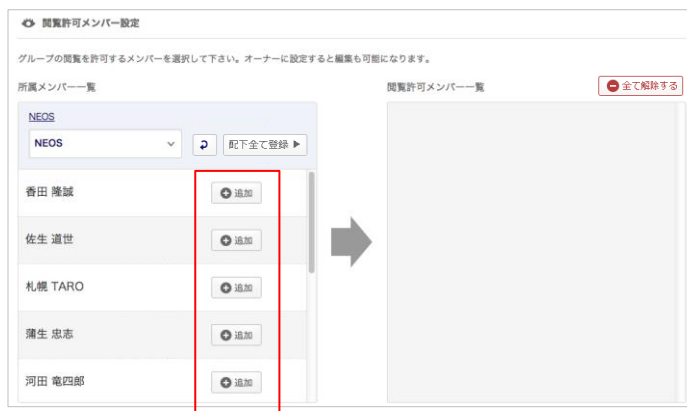 閲覧許可メンバー設定
グループの閲覧を許可するメンバーを選択して下さい。オーナーに設定すると編集も可能になります。
所属メンバー一覧
閲覧許可メンバー一覧
全て解除する
NEOS
NEOS
配下全て登録 ▶
香田 隆誠
追加
佐生 道世
追加
札幌 TARO
追加
蒲生 忠志
追加
河田 竜四郎
追加